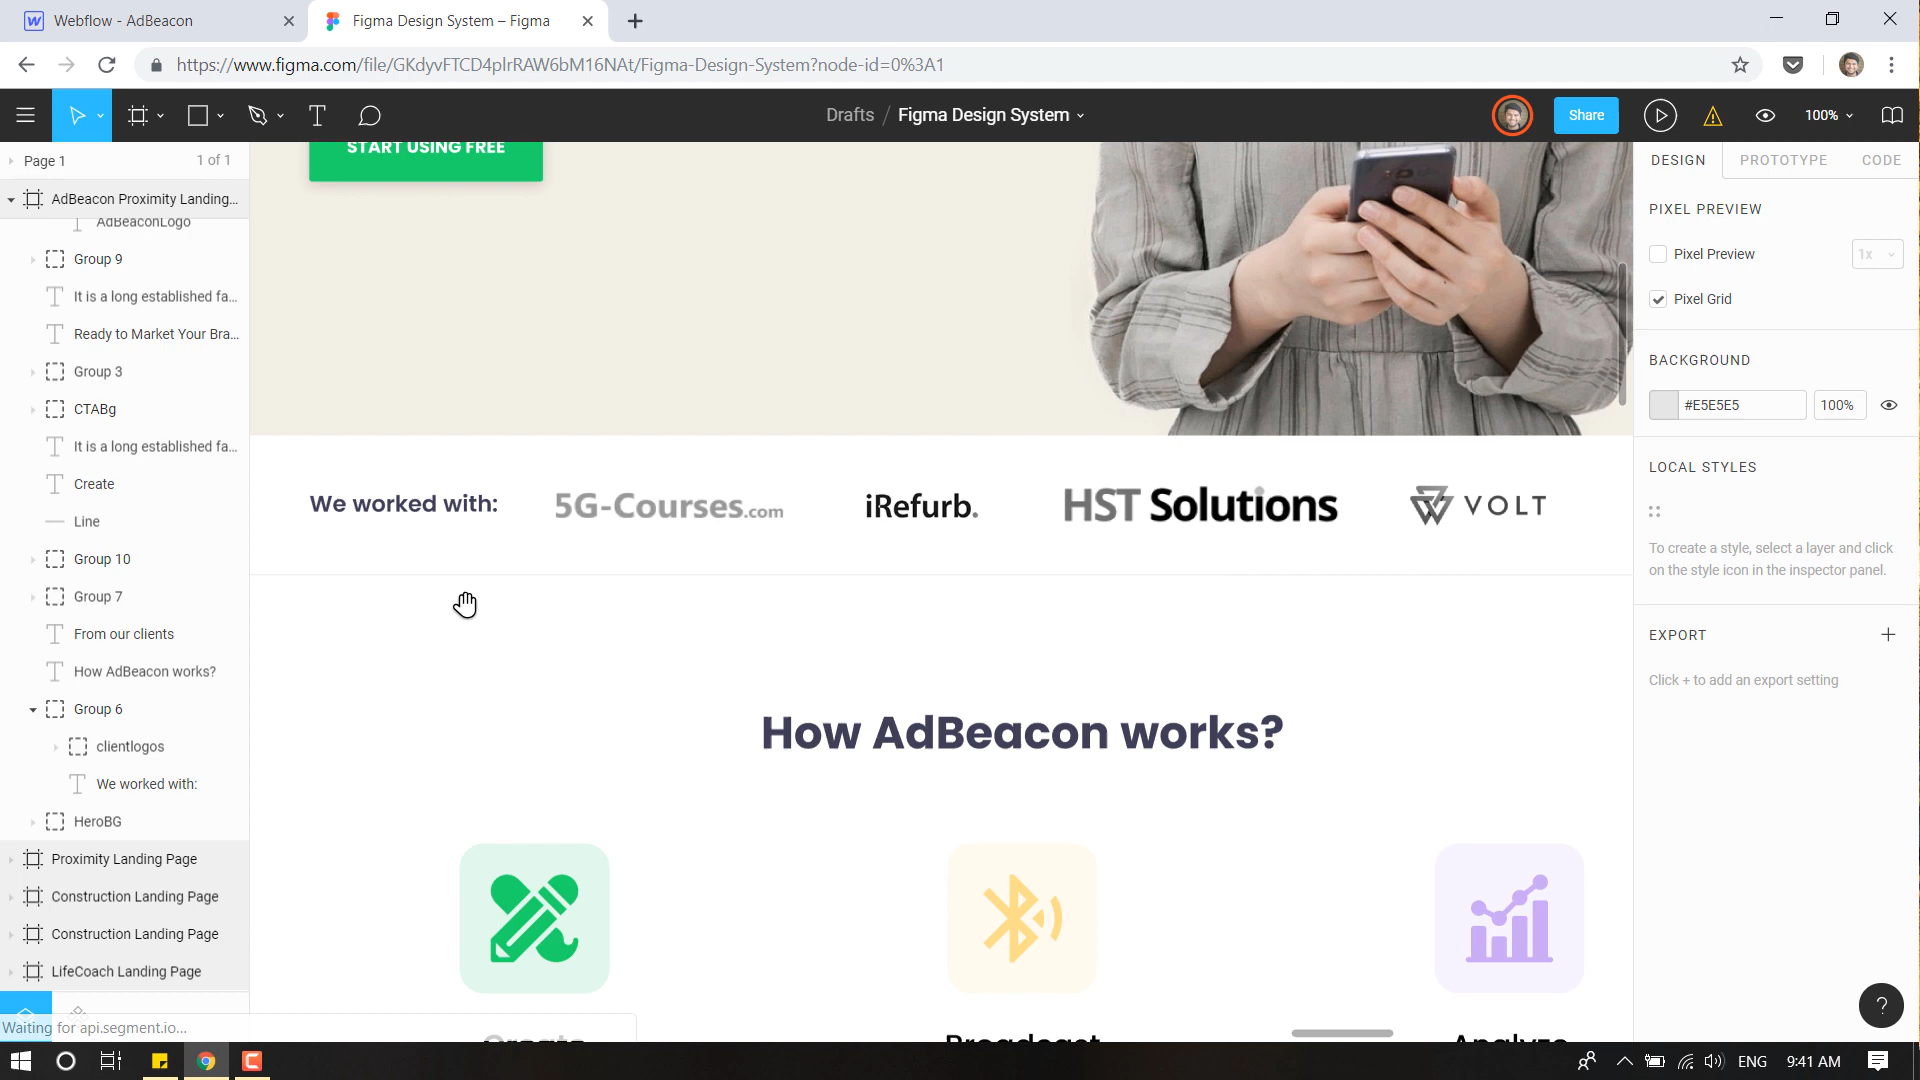 Webflow - AdBeacon
Figma Design System – Figma
https://www.figma.com/file/GKdyvFTCD4plrRAW6bM16NAt/Figma-Design-System?node-id=0%3A1
Drafts / Figma Design System
Share
100%
Page 1
1 of 1
AdBeacon Proximity Landing...
AdBeaconLogo
Group 9
It is a long established fa...
Ready to Market Your Bra...
Group 3
CTABg
It is a long established fa...
Create
Line
Group 10
Group 7
From our clients
How AdBeacon works?
Group 6
clientlogos
We worked with:
HeroBG
Proximity Landing Page
Construction Landing Page
Construction Landing Page
LifeCoach Landing Page
Waiting for api.segment.io...
START USING FREE
We worked with:
5G-Courses.com
iRefurb.
HST Solutions
VOLT
How AdBeacon works?
Create
Broadcast
Analyze
DESIGN
PROTOTYPE
CODE
PIXEL PREVIEW
Pixel Preview
1x
Pixel Grid
BACKGROUND
#E5E5E5
100%
LOCAL STYLES
To create a style, select a layer and click
on the style icon in the inspector panel.
EXPORT
Click + to add an export setting
?
ENG
9:41 AM